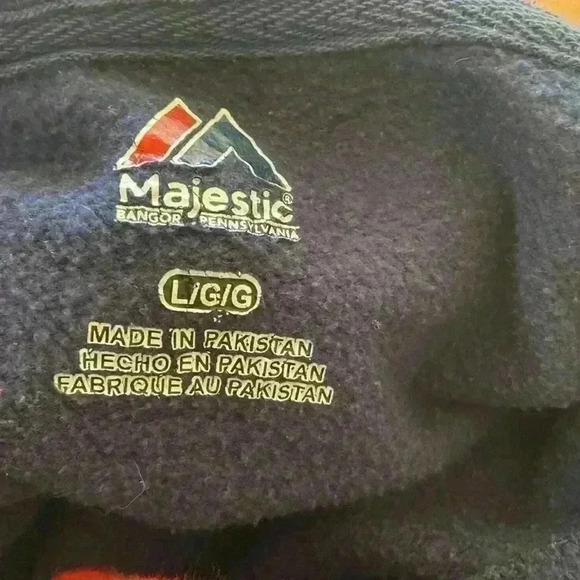 Majestic®
BANGOR, PENNSYLVANIA
L/G/G
MADE IN PAKISTAN
HECHO EN PAKISTAN
FABRIQUE AU PAKISTAN